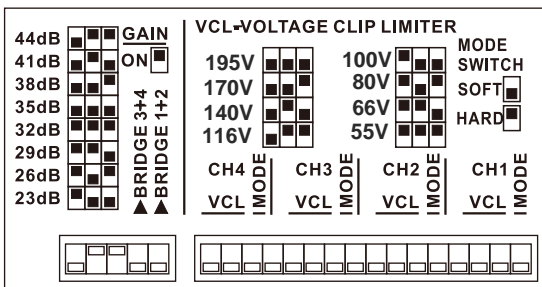 44dB
41dB
38dB
35dB
32dB
29dB
26dB
23dB
GAIN
ON
BRIDGE 3+4
BRIDGE 1+2
VCL-VOLTAGE CLIP LIMITER
195V
170V
140V
116V
100V
80V
66V
55V
MODE
SWITCH
SOFT
HARD
CH4
VCL
MODE
CH3
VCL
MODE
CH2
VCL
MODE
CH1
VCL
MODE